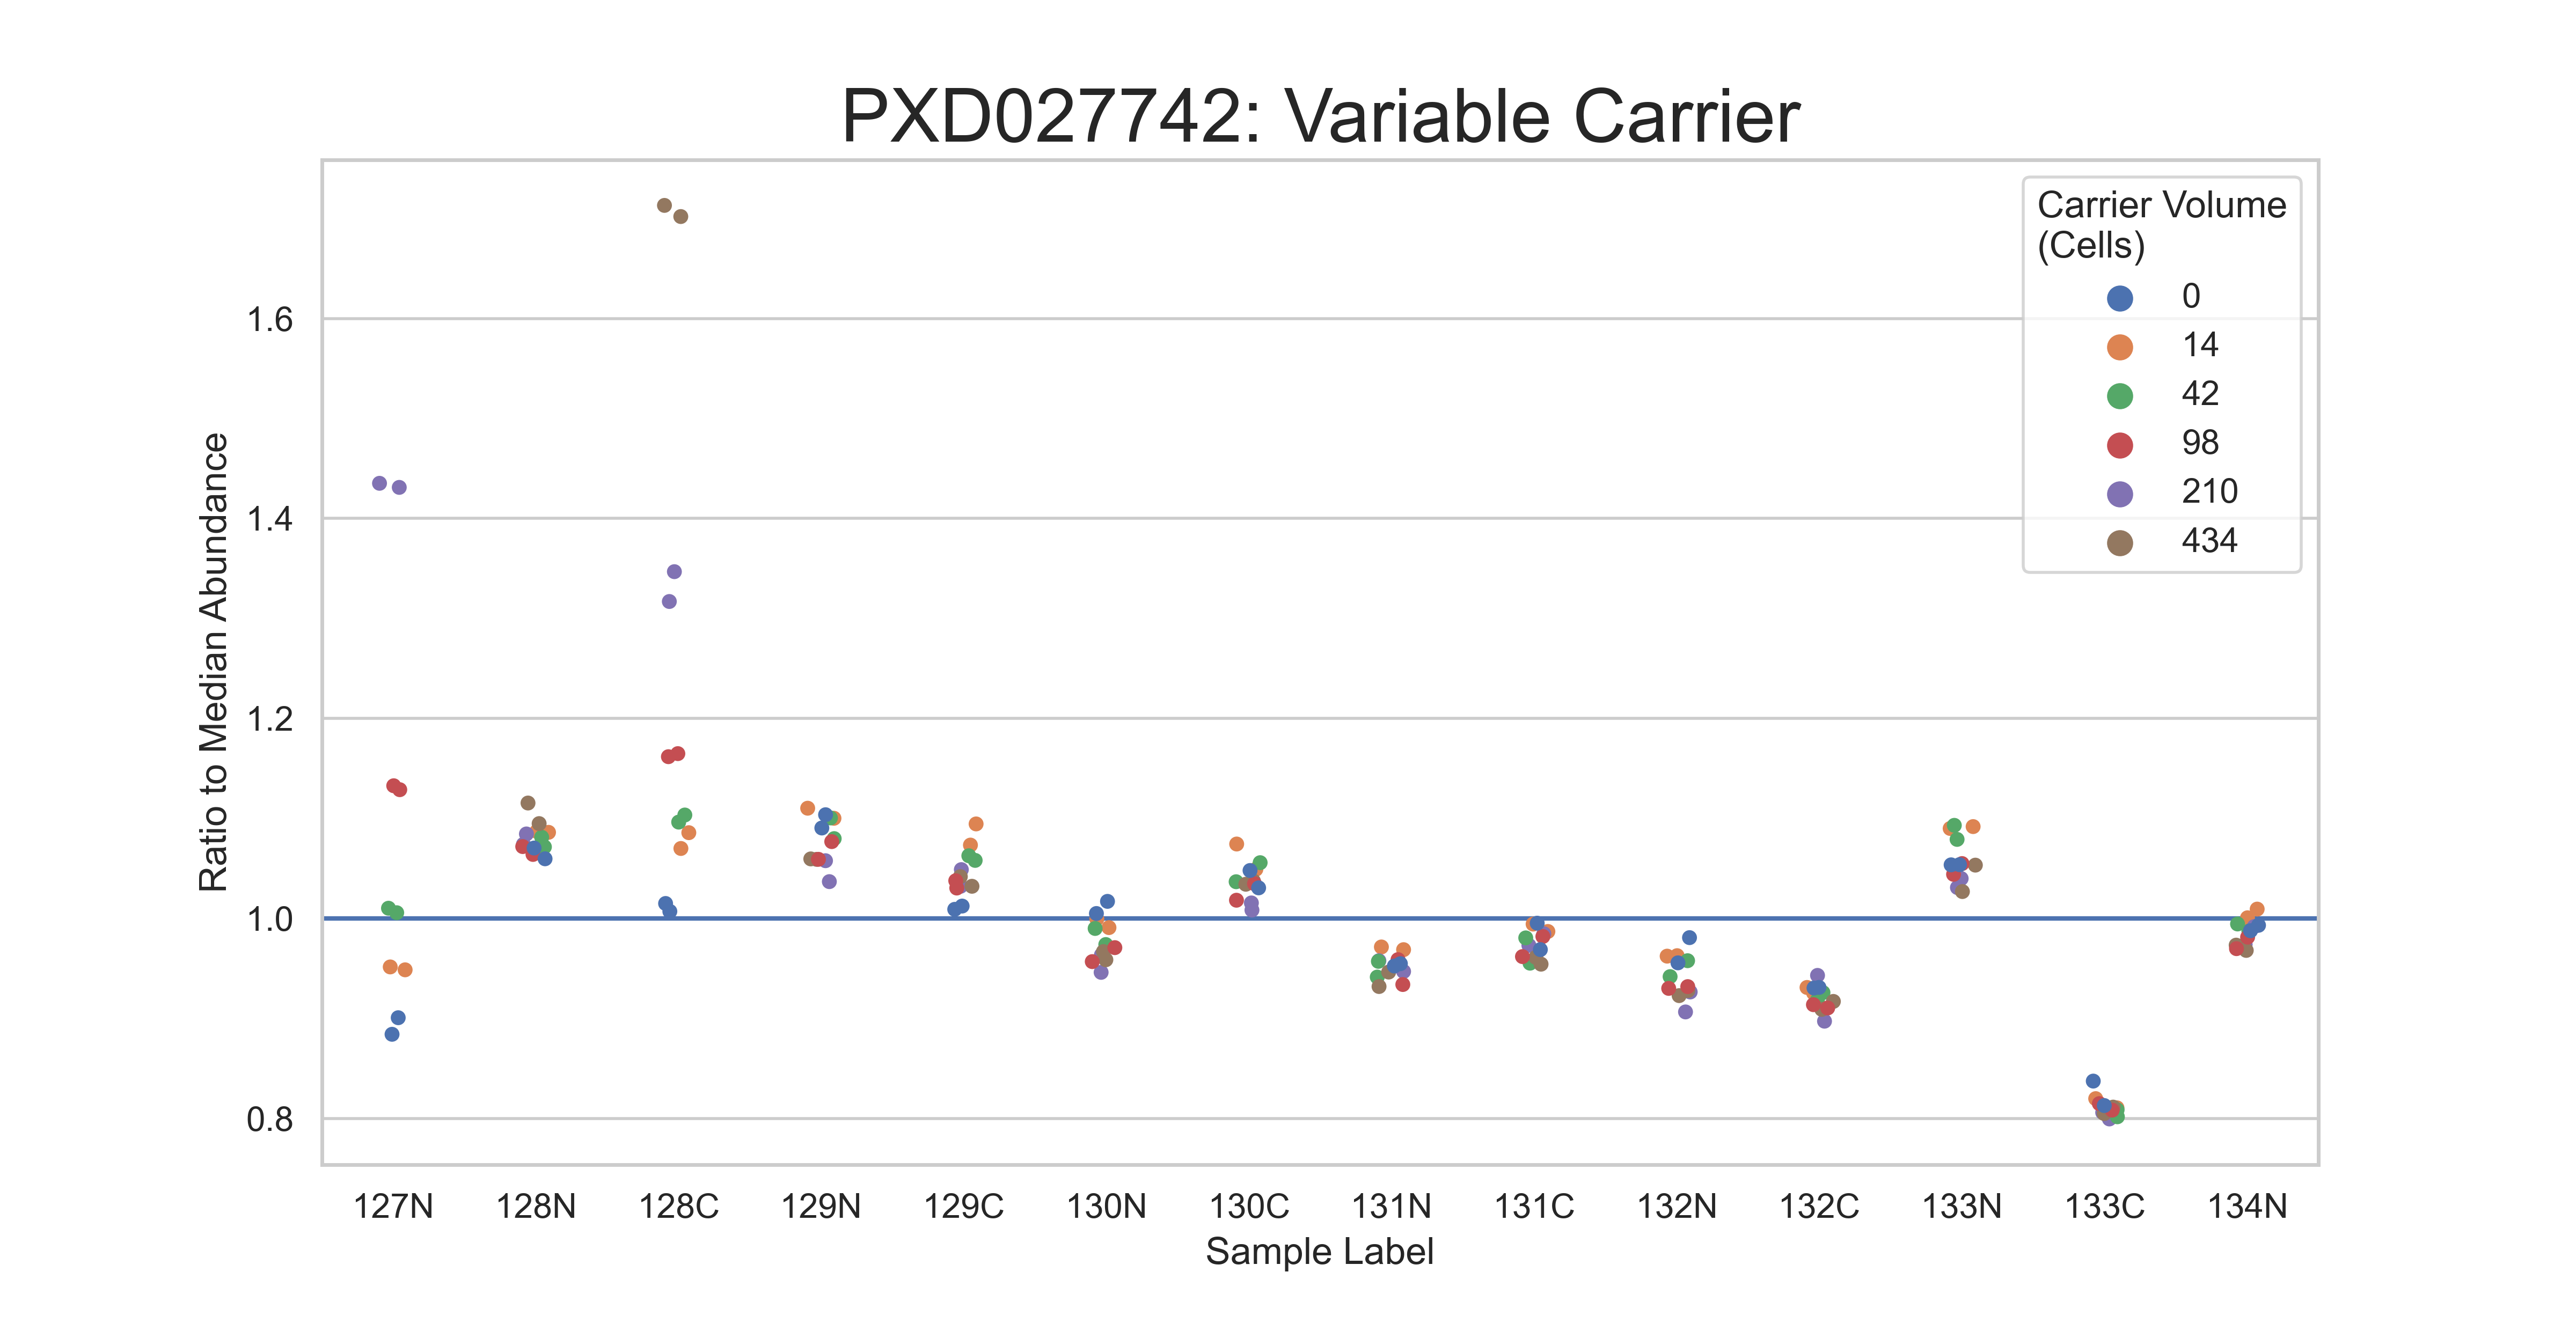 PXD027742: Variable Carrier
Carrier Volume
(Cells)
0
14
42
98
210
434
Ratio to Median Abundance
1.6
1.4
1.2
1.0
0.8
127N 128N 128C 129N 129C 130N 130C 131N 131C 132N 132C 133N 133C 134N
Sample Label